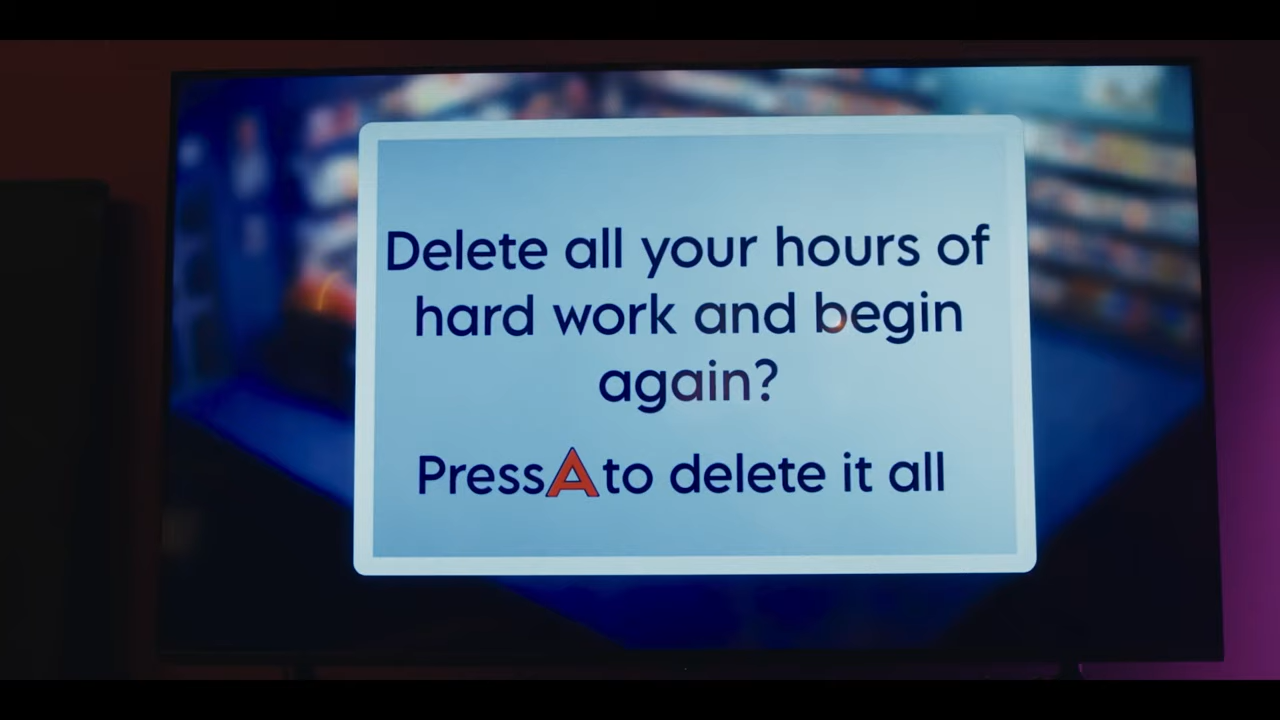 Delete all your hours of
hard work and begin
again?
Press A to delete it all